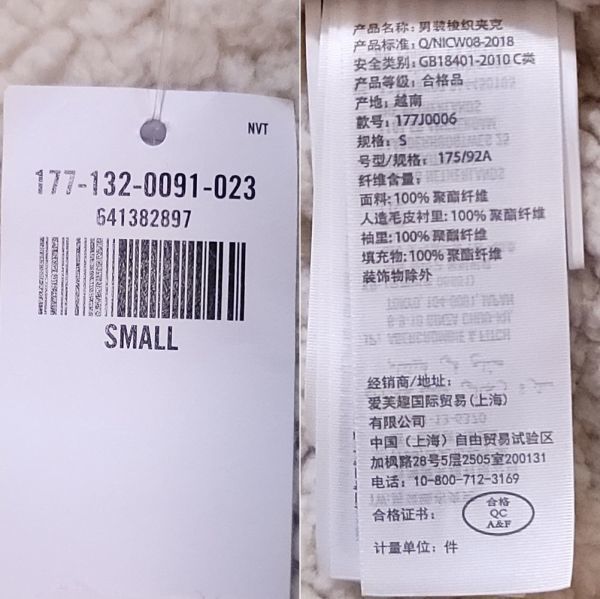 NVT
177-132-0091-023
641382897
SMALL
产品名称: 男装梭织夹克
产品标准: Q/NICW08-2018
安全类别: GB18401-2010 C类
产品等级: 合格品
产地: 越南
款号: 177J0006
规格: S
号型/规格: 175/92A
纤维含量:
面料: 100% 聚酯纤维
人造毛皮衬里: 100% 聚酯纤维
袖里: 100% 聚酯纤维
填充物: 100% 聚酯纤维
装饰物除外
经销商/地址:
爱芙趣国际贸易(上海)
有限公司
中国 (上海) 自由贸易试验区
加枫路28号5层2505室200131
电话: 10-800-712-3169
合格证书:
合格
QC
A&F
计量单位: 件